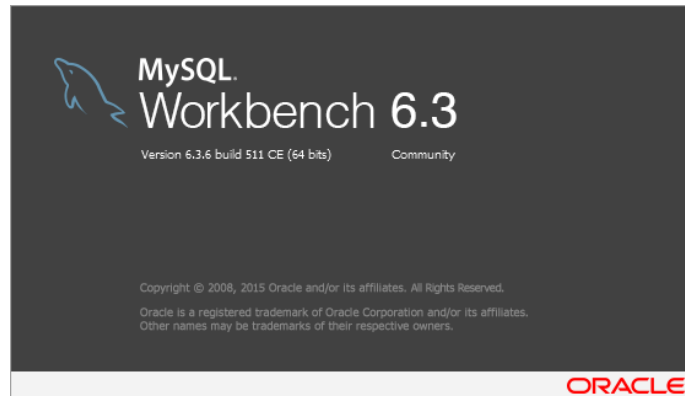 MySQL.
Workbench 6.3
Version 6.3.6 build 511 CE (64 bits) Community
Copyright © 2008, 2015 Oracle and/or its affiliates. All Rights Reserved.
Oracle is a registered trademark of Oracle Corporation and/or its affiliates.
Other names may be trademarks of their respective owners.
ORACLE